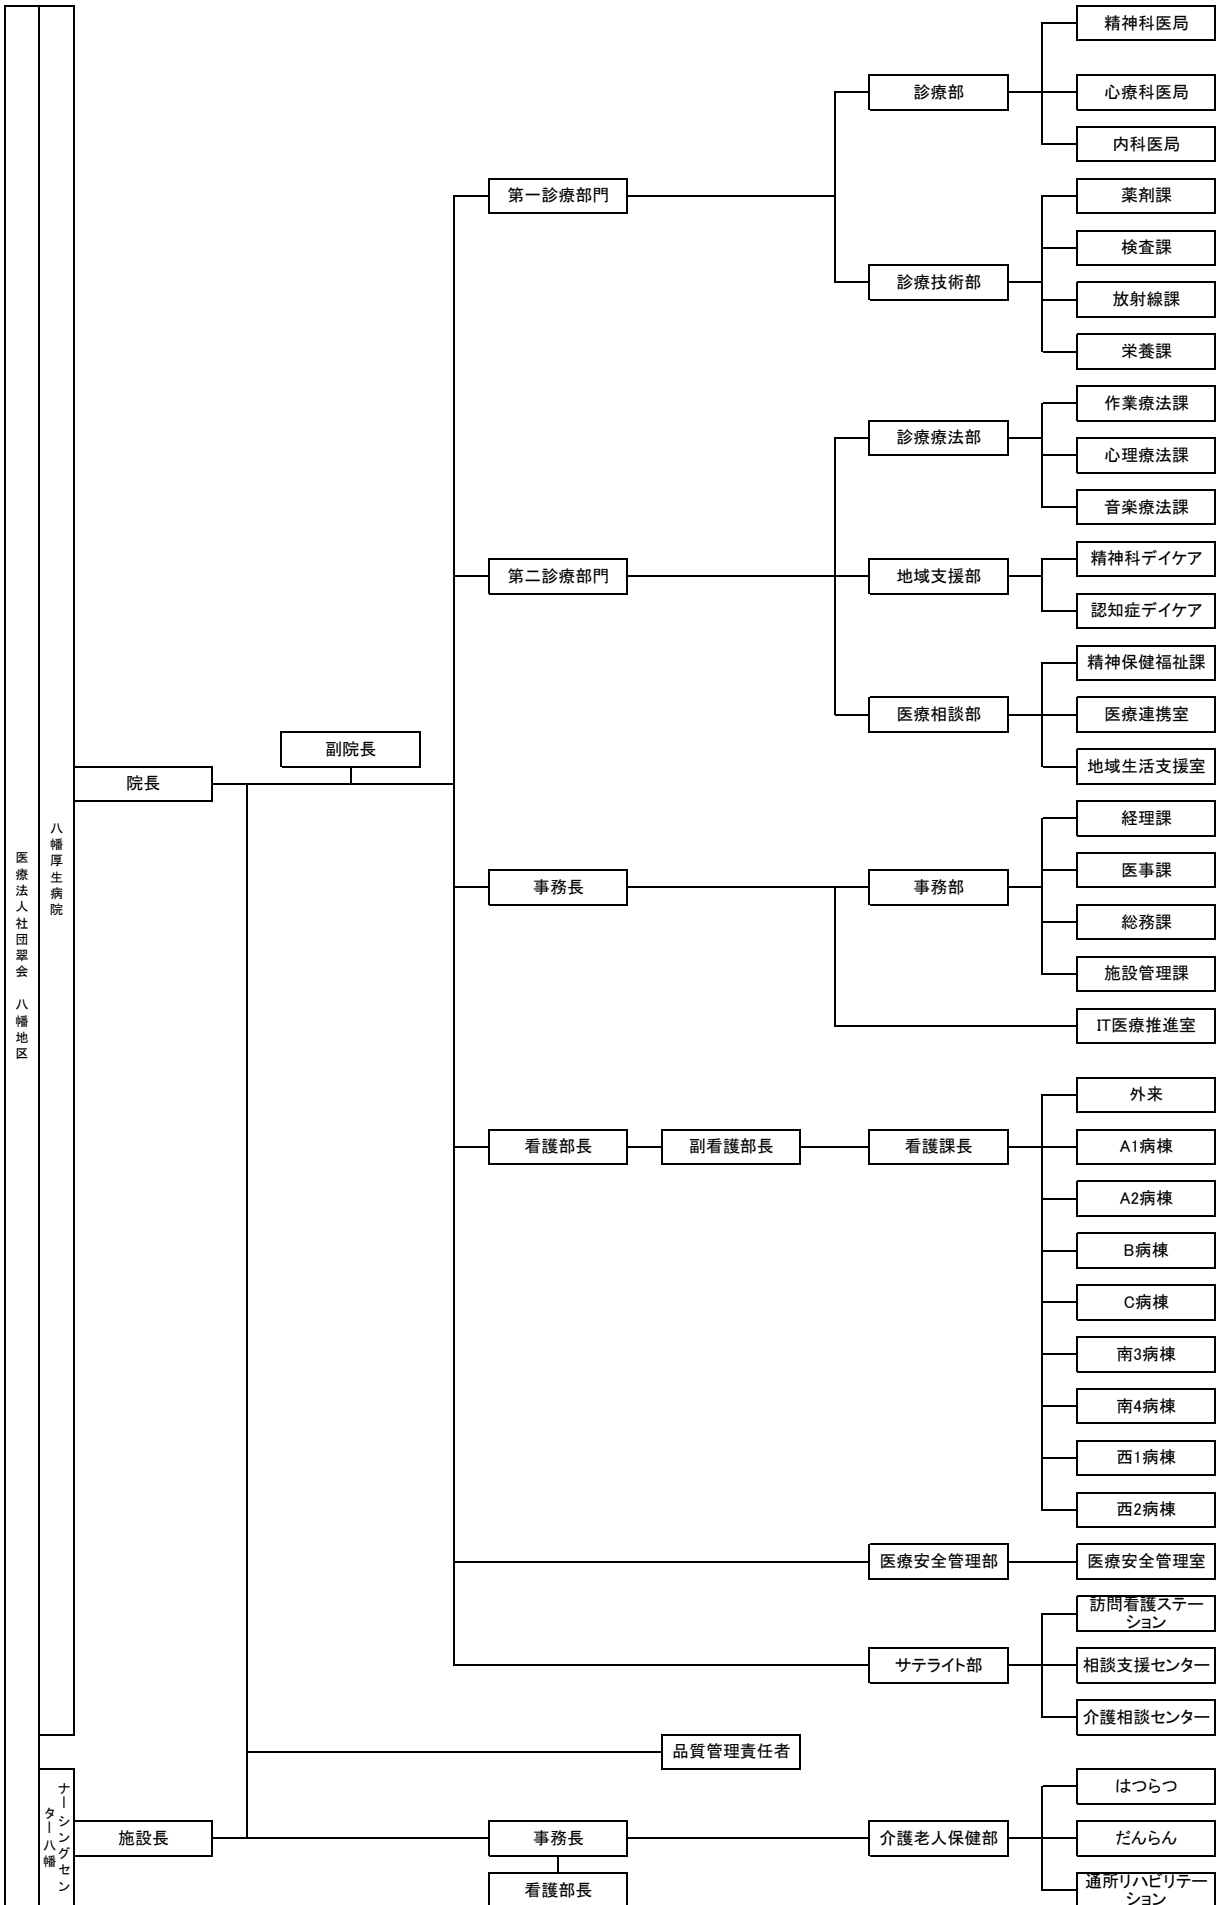 医療法人社団翠会 八幡地区
八幡厚生病院
院長
副院長
第一診療部門
診療部
精神科医局
心療科医局
内科医局
診療技術部
薬剤課
検査課
放射線課
栄養課
第二診療部門
診療療法部
作業療法課
心理療法課
音楽療法課
地域支援部
精神科デイケア
認知症デイケア
医療相談部
精神保健福祉課
医療連携室
地域生活支援室
事務長
事務部
経理課
医事課
総務課
施設管理課
IT医療推進室
看護部長
副看護部長
看護課長
外来
A1病棟
A2病棟
B病棟
C病棟
南3病棟
南4病棟
西1病棟
西2病棟
医療安全管理部
医療安全管理室
サテライト部
訪問看護ステー
ション
相談支援センター
介護相談センター
品質管理責任者
ナーシングセン
ター八幡
施設長
事務長
看護部長
介護老人保健部
はつらつ
だんらん
通所リハビリテー
ション